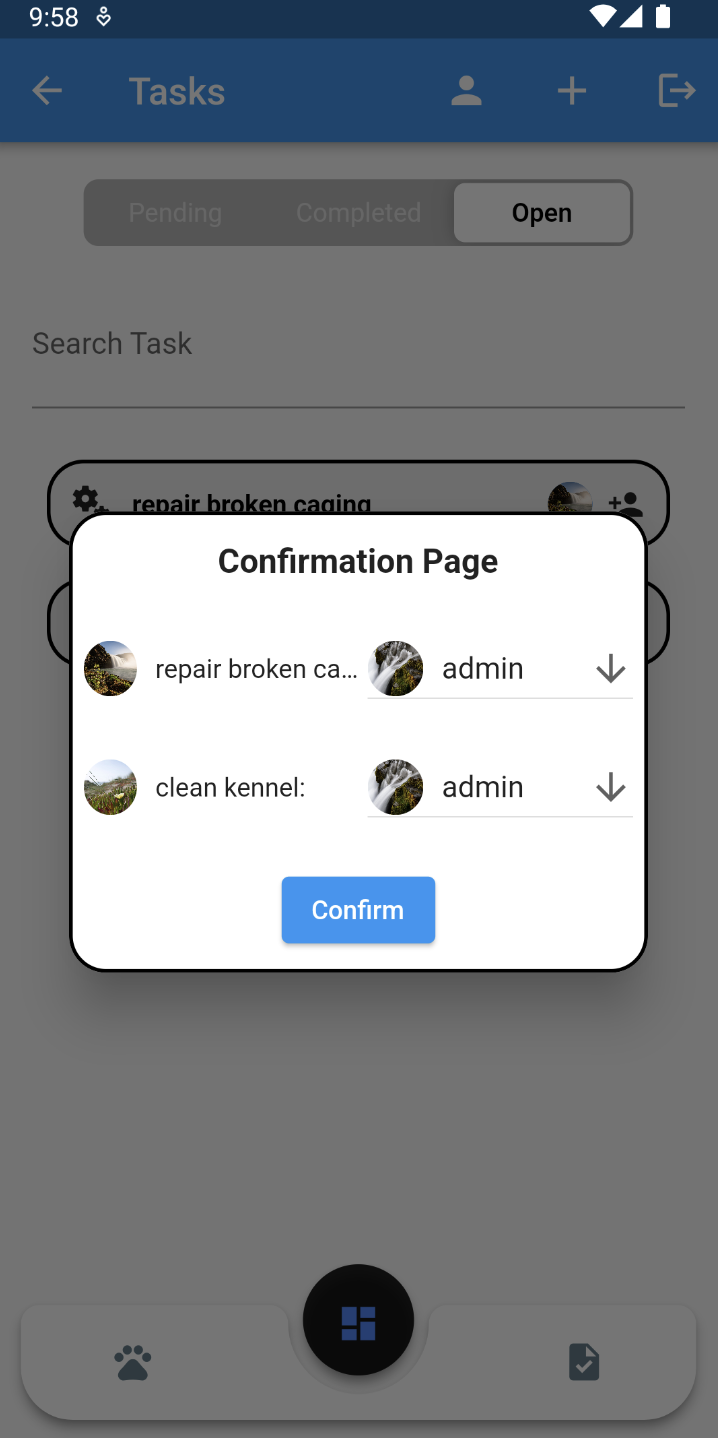 9:58
Tasks
Pending Completed Open
Search Task
repair broken caging
Confirmation Page
repair broken ca... admin
clean kennel: admin
Confirm